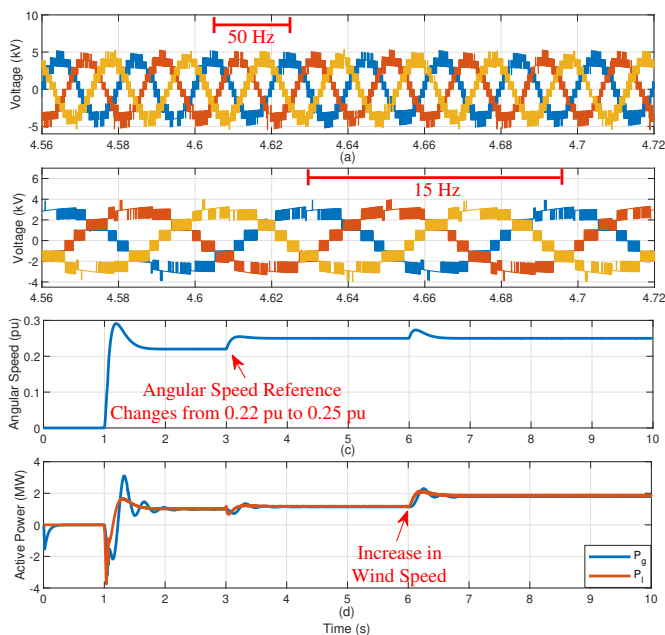 10
5
0
-5
Voltage (kV)
50 Hz
4.56 4.58 4.6 4.62 4.64 4.66 4.68 4.7 4.72
(a)
6
4
2
0
-2
-4
Voltage (kV)
15 Hz
4.56 4.58 4.6 4.62 4.64 4.66 4.68 4.7 4.72
0.3
0.2
0.1
0
Angular Speed (pu)
Angular Speed Reference
Changes from 0.22 pu to 0.25 pu
0 1 2 3 4 5 6 7 8 9 10
(c)
4
2
0
-2
-4
Active Power (MW)
Increase in
Wind Speed
Pg
Pl
0 1 2 3 4 5 6 7 8 9 10
(d)
Time (s)